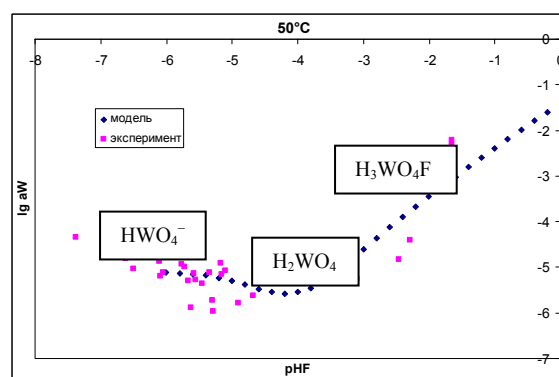 50°C
-8 -7 -6 -5 -4 -3 -2 -1 0
0
-1
-2
-3
-4
-5
-6
-7
lg aW
модель
эксперимент
H₃WO₄F
HWO₄⁻
H₂WO₄
pHF